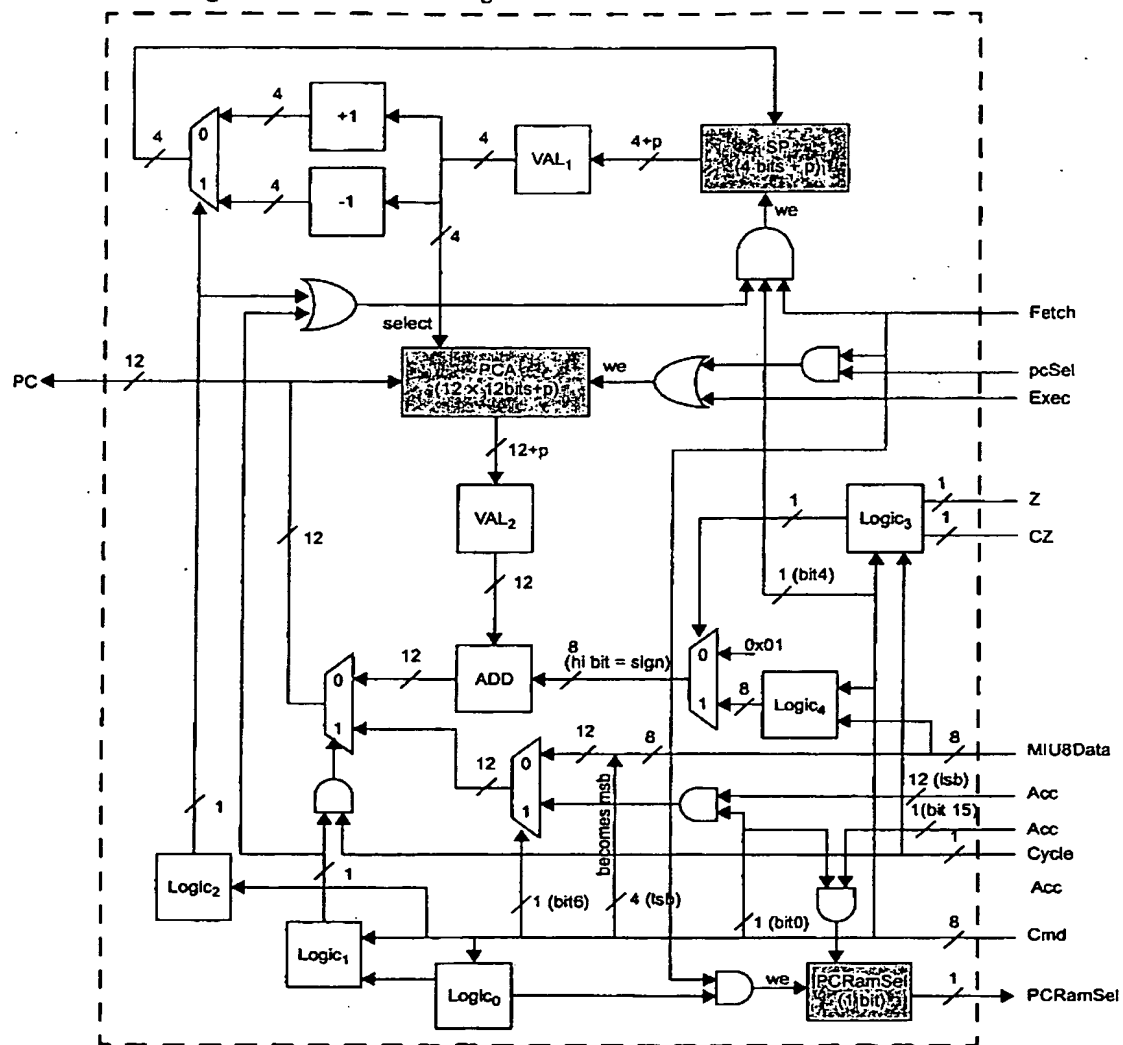 4
+1
4
0
1
4
-1
4
VAL1
4+p
SP
(4 bits + p)
we
4
select
Fetch
PC
12
PCA
(12 × 12bits+p)
we
pcSel
Exec
12+p
VAL2
12
12
1
Logic3
1
Z
1
CZ
1 (bit4)
0
1
12
ADD
8
(hi bit = sign)
0
1
0x01
8
Logic4
12
0
1
12
8
8
MIU8Data
becomes msb
12 (lsb)
Acc
1(bit 15)
Acc
1
Cycle
Acc
1
Logic2
1
1 (bit6)
4 (lsb)
1 (bit0)
8
Cmd
Logic1
Logic0
we
PCRamSel
(1 bit)
1
PCRamSel